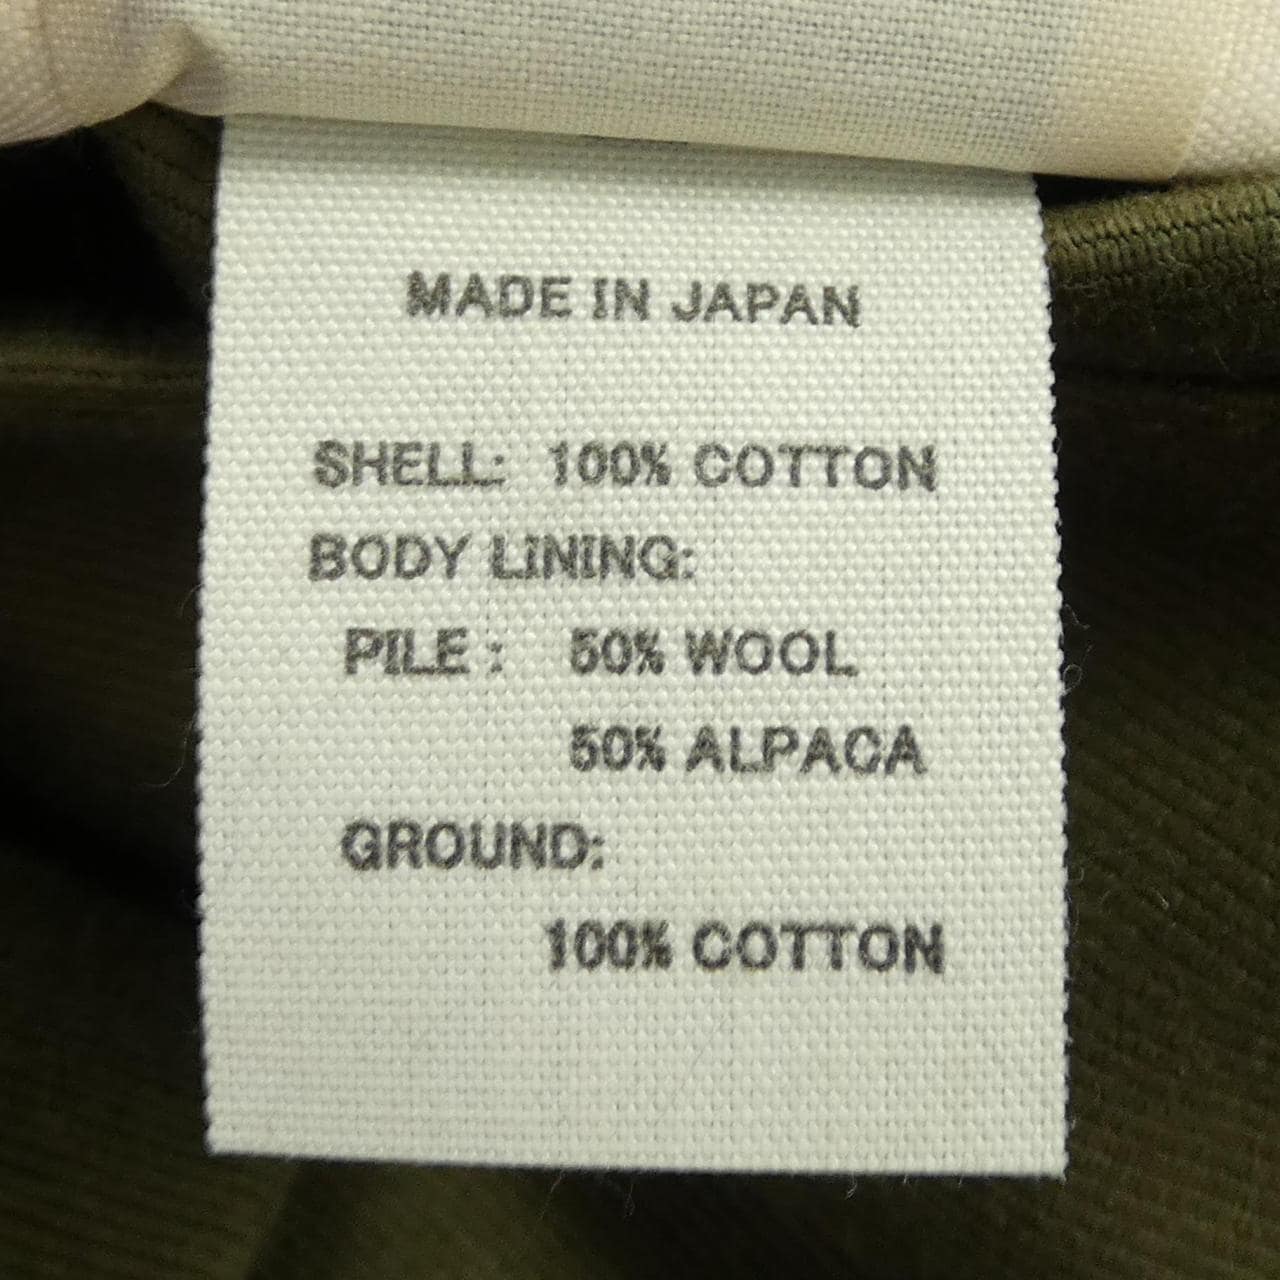 MADE IN JAPAN
SHELL: 100% COTTON
BODY LiNING:
PILE : 50% WOOL
50% ALPACA
GROUND:
100% COTTON